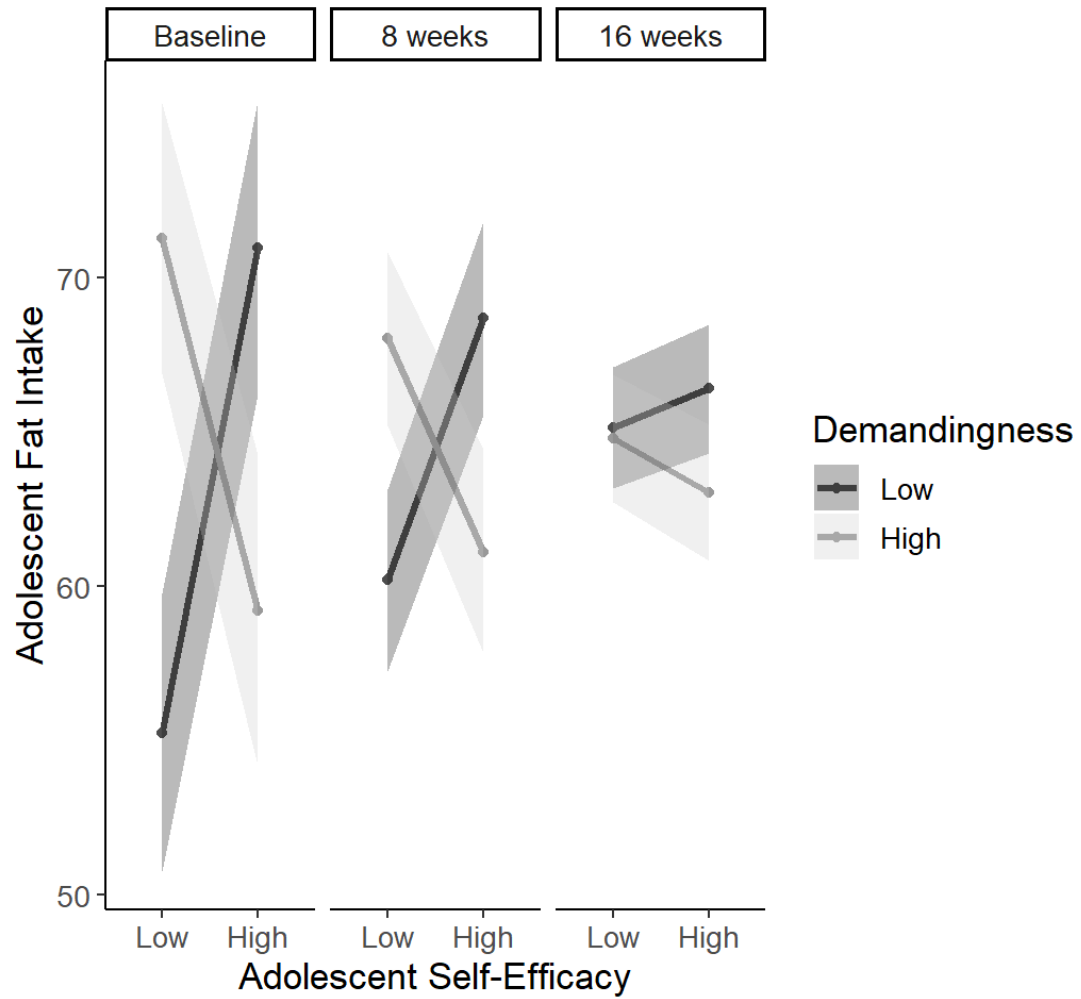 Baseline
8 weeks
16 weeks
Adolescent Fat Intake
70
60
50
Low
High
Low
High
Low
High
Adolescent Self-Efficacy
Demandingness
Low
High